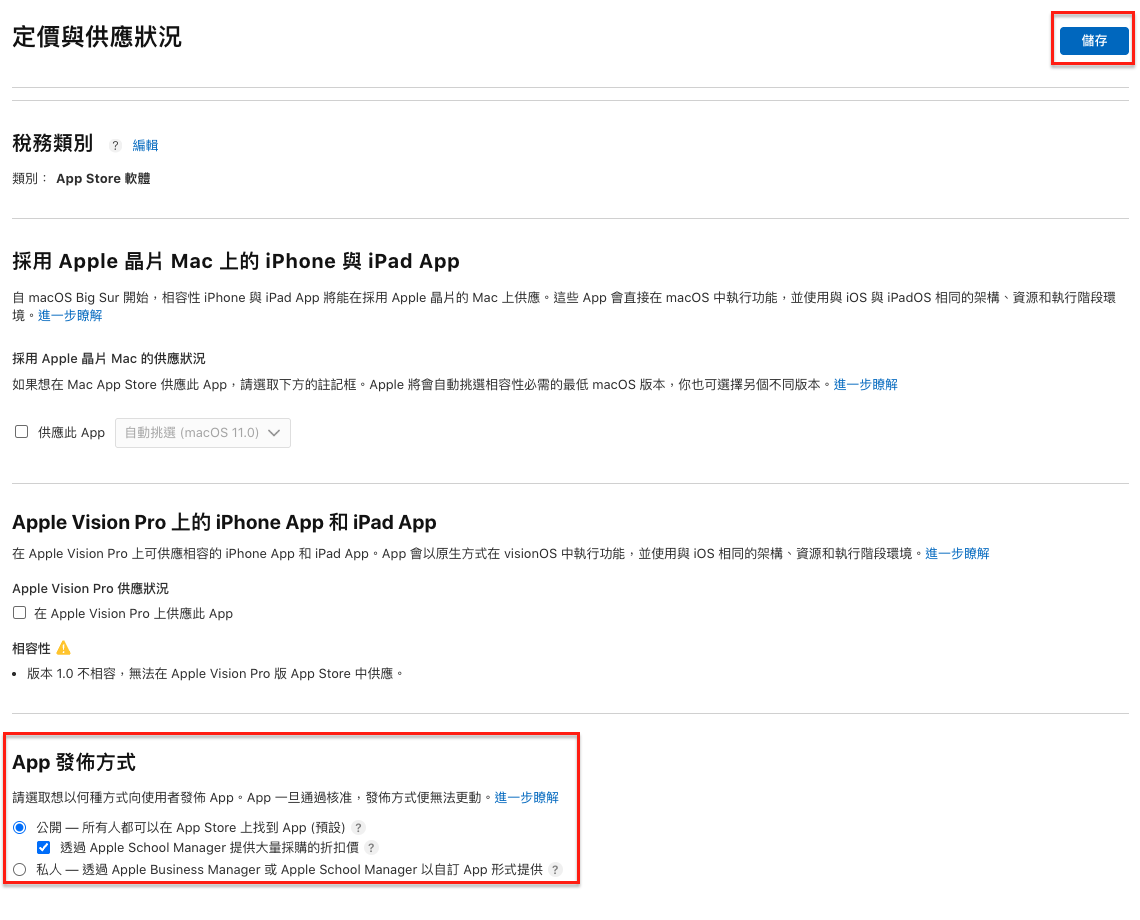 定價與供應狀況
儲存
稅務類別 ? 編輯
類別： App Store 軟體
採用 Apple 晶片 Mac 上的 iPhone 與 iPad App
自 macOS Big Sur 開始，相容性 iPhone 與 iPad App 將能在採用 Apple 晶片的 Mac 上供應。這些 App 會直接在 macOS 中執行功能，並使用與 iOS 與 iPadOS 相同的架構、資源和執行階段環
境。進一步瞭解
採用 Apple 晶片 Mac 的供應狀況
如果想在 Mac App Store 供應此 App，請選取下方的註記框。Apple 將會自動挑選相容性必需的最低 macOS 版本，你也可選擇另個不同版本。進一步瞭解
供應此 App 自動挑選 (macOS 11.0)
Apple Vision Pro 上的 iPhone App 和 iPad App
在 Apple Vision Pro 上可供應相容的 iPhone App 和 iPad App。App 會以原生方式在 visionOS 中執行功能，並使用與 iOS 相同的架構、資源和執行階段環境。進一步瞭解
Apple Vision Pro 供應狀況
在 Apple Vision Pro 上供應此 App
相容性
• 版本 1.0 不相容，無法在 Apple Vision Pro 版 App Store 中供應。
App 發佈方式
請選取想以何種方式向使用者發佈 App。App 一旦通過核准，發佈方式便無法更動。進一步瞭解
公開 — 所有人都可以在 App Store 上找到 App (預設) ?
透過 Apple School Manager 提供大量採購的折扣價 ?
私人 — 透過 Apple Business Manager 或 Apple School Manager 以自訂 App 形式提供 ?